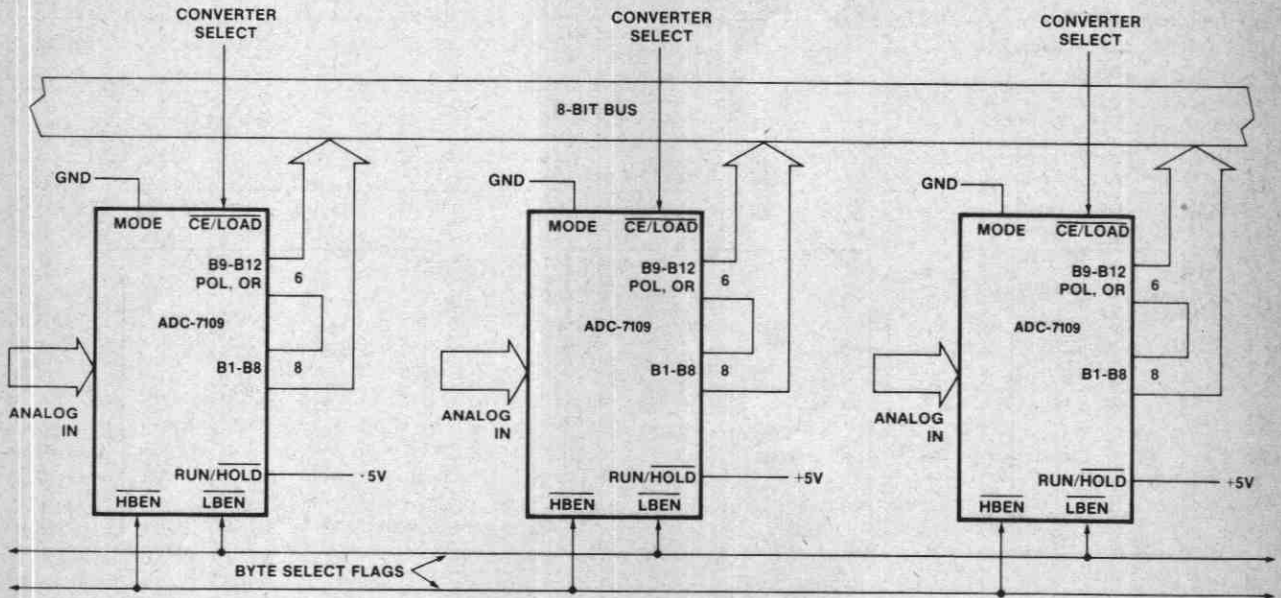 CONVERTER
SELECT
CONVERTER
SELECT
CONVERTER
SELECT
8-BIT BUS
GND
MODE
CE/LOAD
B9-B12
POL, OR
6
ADC-7109
B1-B8
8
ANALOG
IN
RUN/HOLD
-5V
HBEN
LBEN
GND
MODE
CE/LOAD
B9-B12
POL, OR
6
ADC-7109
B1-B8
8
ANALOG
IN
RUN/HOLD
+5V
HBEN
LBEN
GND
MODE
CE/LOAD
B9-B12
POL, OR
6
ADC-7109
B1-B8
8
ANALOG
IN
RUN/HOLD
+5V
HBEN
LBEN
BYTE SELECT FLAGS